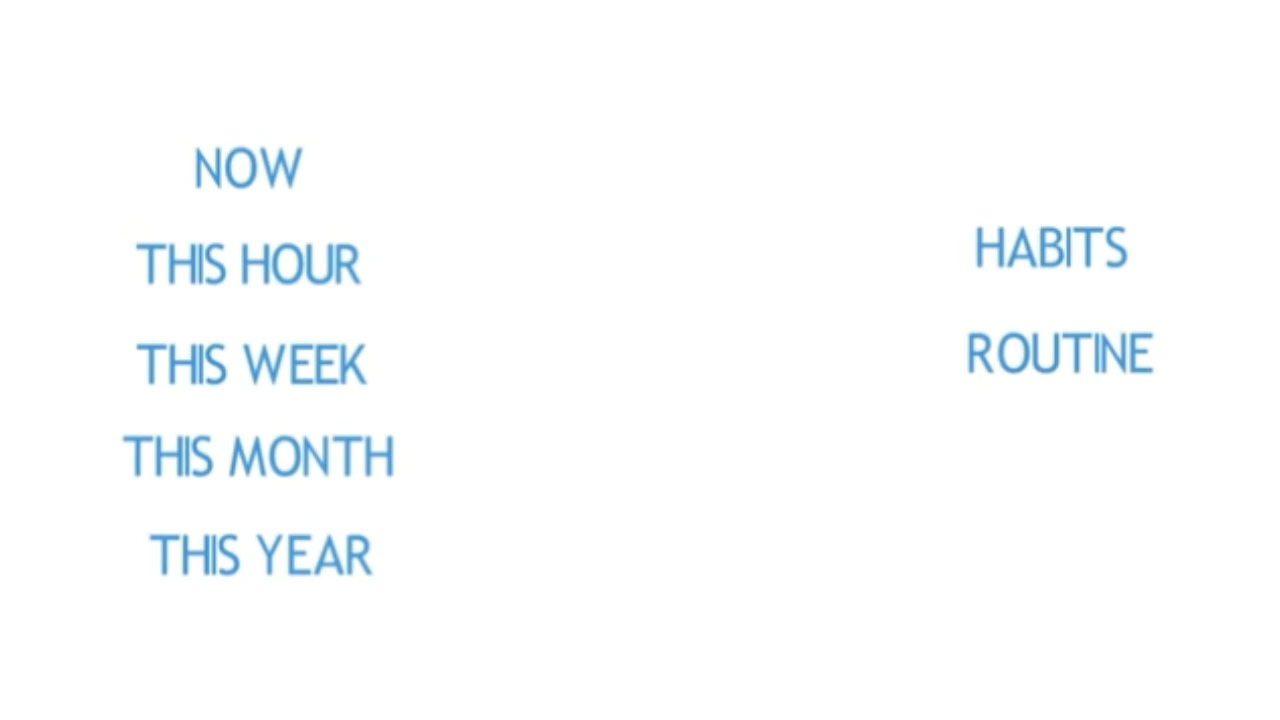 NOW
THIS HOUR
THIS WEEK
THIS MONTH
THIS YEAR
HABITS
ROUTINE